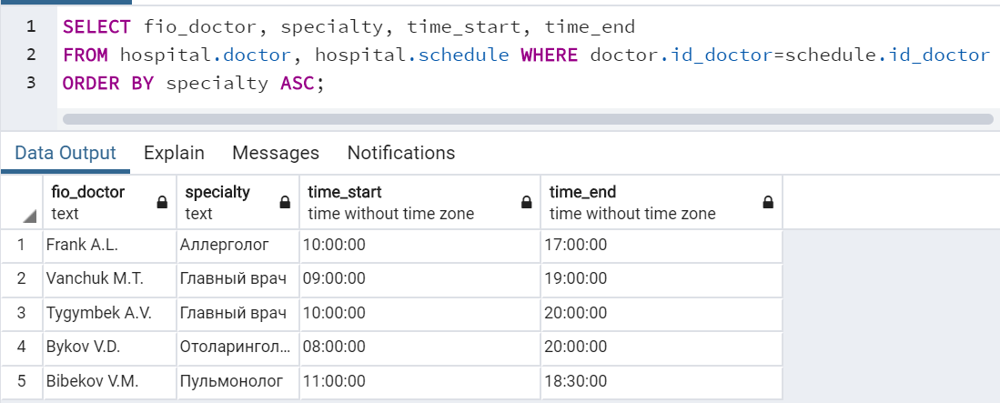 1 SELECT fio_doctor, specialty, time_start, time_end
2 FROM hospital.doctor, hospital.schedule WHERE doctor.id_doctor=schedule.id_doctor
3 ORDER BY specialty ASC;
Data Output Explain Messages Notifications
fio_doctor specialty time_start time_end
text text time without time zone time without time zone
1 Frank A.L. Аллерголог 10:00:00 17:00:00
2 Vanchuk M.T. Главный врач 09:00:00 19:00:00
3 Tygymbek A.V. Главный врач 10:00:00 20:00:00
4 Bykov V.D. Отоларингол... 08:00:00 20:00:00
5 Bibekov V.M. Пульмонолог 11:00:00 18:30:00